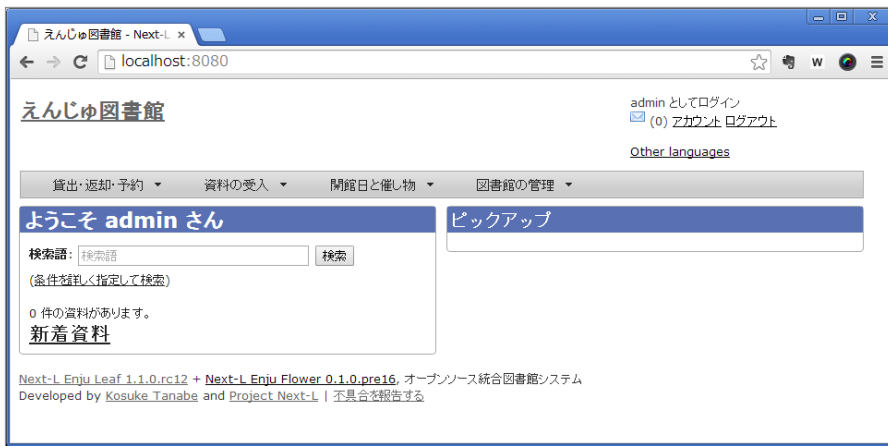 えんじゅ図書館 - Next-L
localhost:8080
W
えんじゅ図書館
admin としてログイン
(0) アカウント ログアウト
Other languages
貸出・返却・予約 ▼ 資料の受入 ▼ 開館日と催し物 ▼ 図書館の管理 ▼
ようこそ admin さん
ピックアップ
検索語: 検索語 検索
(条件を詳しく指定して検索)
0 件の資料があります。
新着資料
Next-L Enju Leaf 1.1.0.rc12 + Next-L Enju Flower 0.1.0.pre16, オープンソース統合図書館システム
Developed by Kosuke Tanabe and Project Next-L | 不具合を報告する